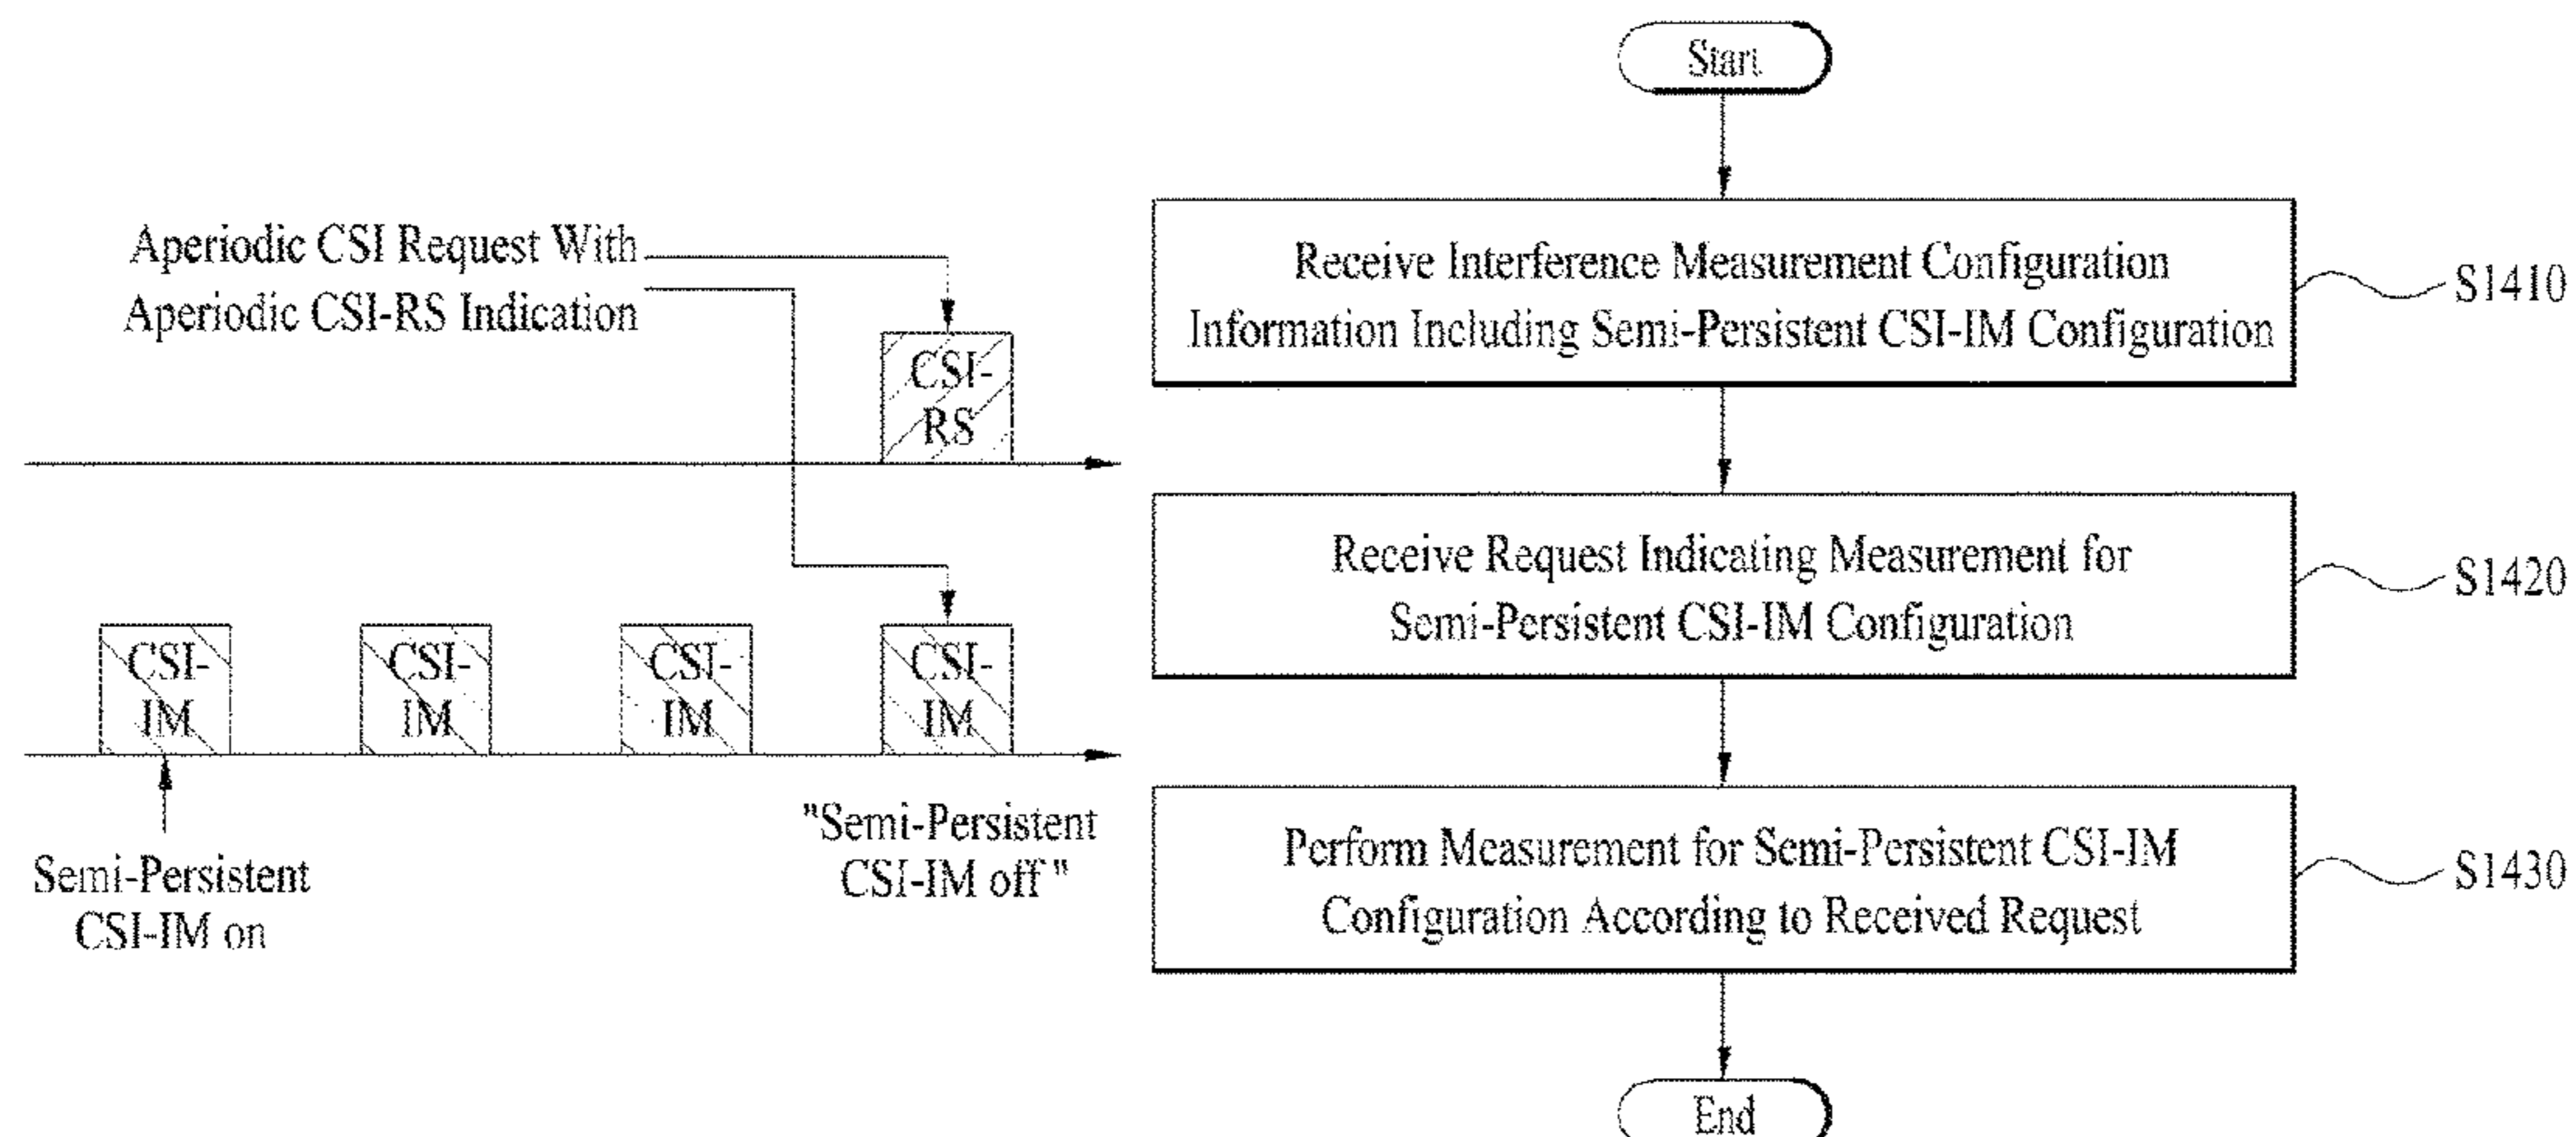 Aperiodic CSI Request With
Aperiodic CSI-RS Indication
CSI-
RS
CSI-
IM
CSI-
IM
CSI-
IM
CSI-
IM
Semi-Persistent
CSI-IM on
"Semi-Persistent
CSI-IM off"
Start
Receive Interference Measurement Configuration
Information Including Semi-Persistent CSI-IM Configuration
S1410
Receive Request Indicating Measurement for
Semi-Persistent CSI-IM Configuration
S1420
Perform Measurement for Semi-Persistent CSI-IM
Configuration According to Received Request
S1430
End